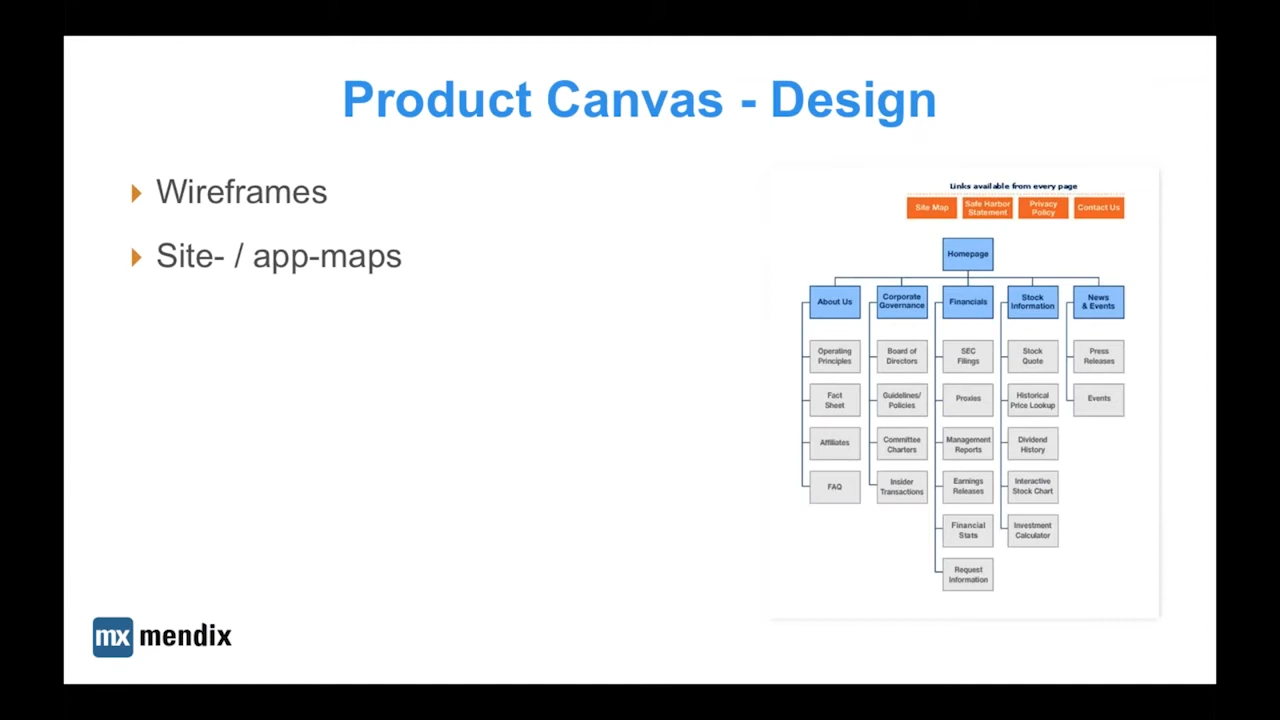 Product Canvas - Design
Wireframes
Site- / app-maps
Links available from every page
Site Map
Safe Harbor
Statement
Privacy
Policy
Contact Us
Homepage
About Us
Corporate
Governance
Financials
Stock
Information
News
& Events
Operating
Principles
Board of
Directors
SEC
Filings
Stock
Quote
Press
Releases
Fact
Sheet
Guidelines/
Policies
Proxies
Historical
Price Lookup
Events
Affiliates
Committee
Charters
Management
Reports
Dividend
History
FAQ
Insider
Transactions
Earnings
Releases
Interactive
Stock Chart
Financial
Stats
Investment
Calculator
Request
Information
mx mendix